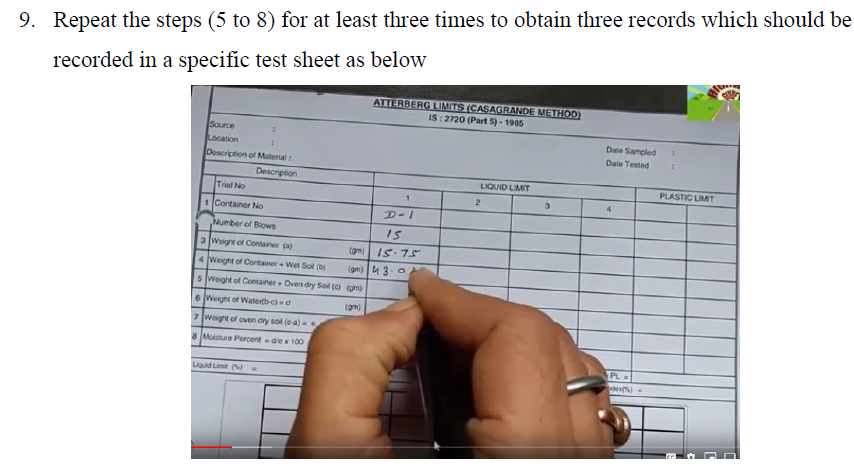 9. Repeat the steps (5 to 8) for at least three times to obtain three records which should be
recorded in a specific test sheet as below
ATTERBERG LIMITS (CASAGRANDE METHOD)
IS : 2720 (Part 5) - 1985
Source :
Location :
Description of Material :
Date Sampled :
Date Tested :
Description LIQUID LIMIT PLASTIC LIMIT
Trial No 1 2 3 4
1 Container No D-1
Number of Blows 15
3 Weight of Container (a) (gm) 15.75
4 Weight of Container + Wet Soil (b) (gm) 43.0
5 Weight of Container + Oven dry Soil (c) (gm)
6 Weight of Water(b-c) = d (gm)
7 Weight of oven dry soil (c-a) =
8 Moisture Percent = d/e x 100
Liquid Limit (%) =
PL =
(%) =